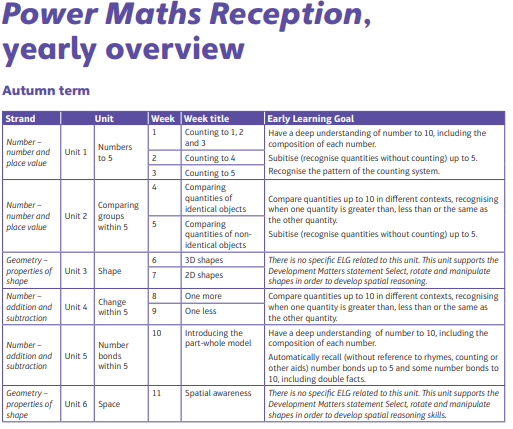 Power Maths Reception,
yearly overview
Autumn term
Strand Unit Week Week title Early Learning Goal
Number –
number and
place value
Unit 1
Numbers
to 5
1 Counting to 1, 2
and 3
2 Counting to 4
3 Counting to 5
Have a deep understanding of number to 10, including the
composition of each number.
Subitise (recognise quantities without counting) up to 5.
Recognise the pattern of the counting system.
Number –
number and
place value
Unit 2
Comparing
groups
within 5
4 Comparing
quantities of
identical objects
5 Comparing
quantities of non-
identical objects
Compare quantities up to 10 in different contexts, recognising
when one quantity is greater than, less than or the same as
the other quantity.
Subitise (recognise quantities without counting) up to 5.
Geometry –
properties of
shape
Unit 3
Shape
6 3D shapes
7 2D shapes
There is no specific ELG related to this unit. This unit supports the
Development Matters statement Select, rotate and manipulate
shapes in order to develop spatial reasoning.
Number –
addition and
subtraction
Unit 4
Change
within 5
8 One more
9 One less
Compare quantities up to 10 in different contexts, recognising
when one quantity is greater than, less than or the same as
the other quantity.
Number –
addition and
subtraction
Unit 5
Number
bonds
within 5
10 Introducing the
part-whole model
Have a deep understanding of number to 10, including the
composition of each number.
Automatically recall (without reference to rhymes, counting or
other aids) number bonds up to 5 and some number bonds to
10, including double facts.
Geometry –
properties of
shape
Unit 6
Space
11 Spatial awareness
There is no specific ELG related to this unit. This unit supports the
Development Matters statement Select, rotate and manipulate
shapes in order to develop spatial reasoning skills.